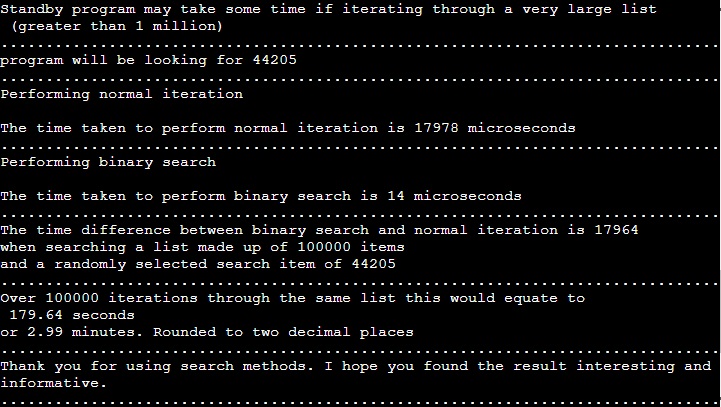 Standby program may take some time if iterating through a very large list
(greater than 1 million)
................................................................................
program will be looking for 44205
................................................................................
Performing normal iteration
The time taken to perform normal iteration is 17978 microseconds
................................................................................
Performing binary search
The time taken to perform binary search is 14 microseconds
................................................................................
The time difference between binary search and normal iteration is 17964
when searching a list made up of 100000 items
and a randomly selected search item of 44205
................................................................................
Over 100000 iterations through the same list this would equate to
179.64 seconds
or 2.99 minutes. Rounded to two decimal places
................................................................................
Thank you for using search methods. I hope you found the result interesting and
informative.
................................................................................